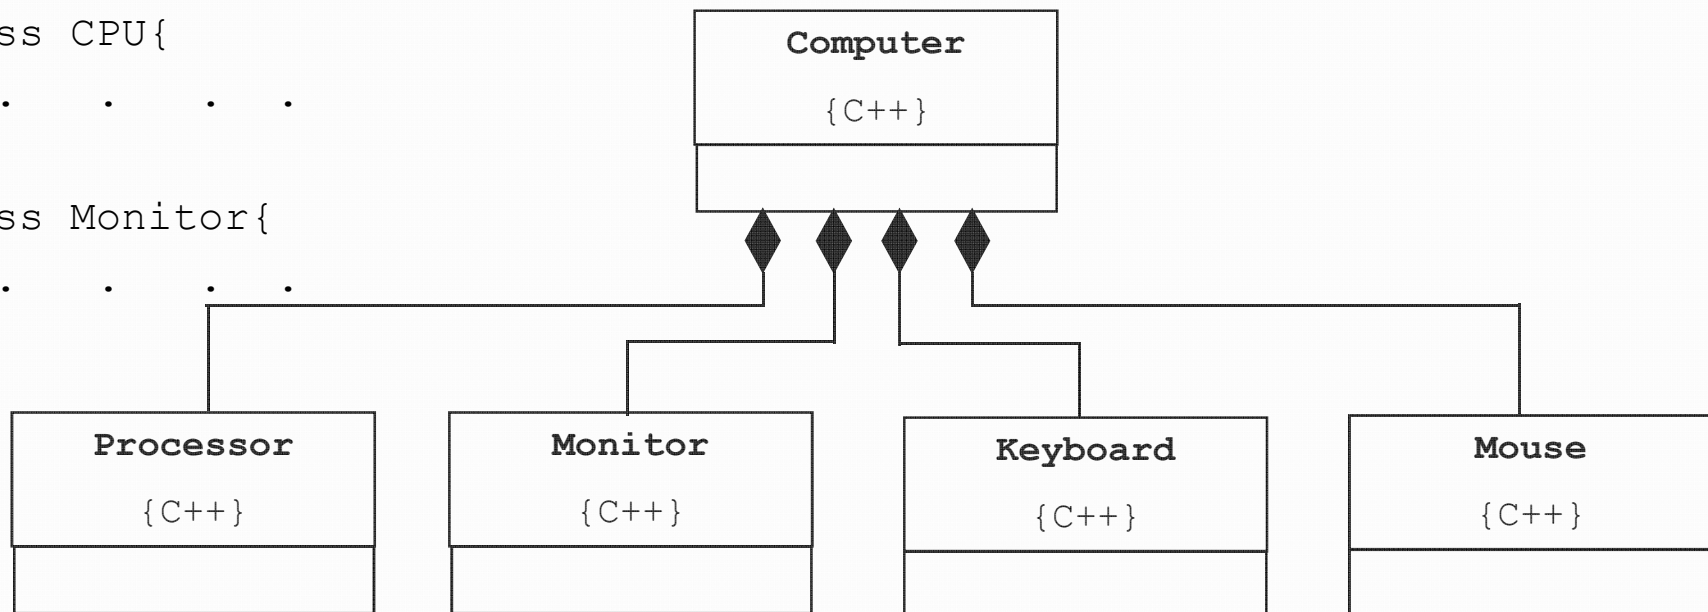 ss CPU{
. . . .
ss Monitor{
. . . .
Computer
{C++}
Processor
{C++}
Monitor
{C++}
Keyboard
{C++}
Mouse
{C++}